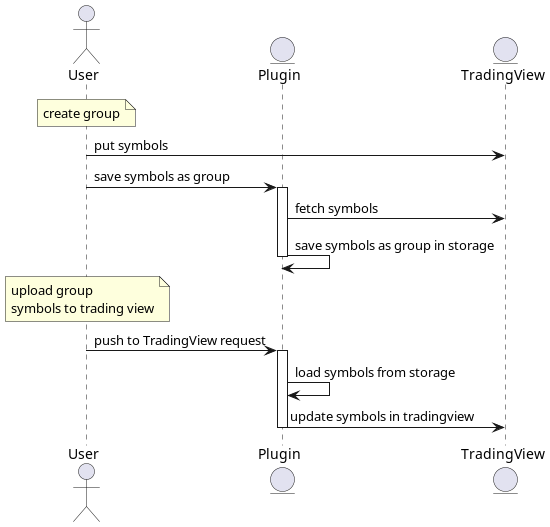 User
Plugin
TradingView
create group
put symbols
save symbols as group
fetch symbols
save symbols as group in storage
upload group
symbols to trading view
push to TradingView request
load symbols from storage
update symbols in tradingview
User
Plugin
TradingView